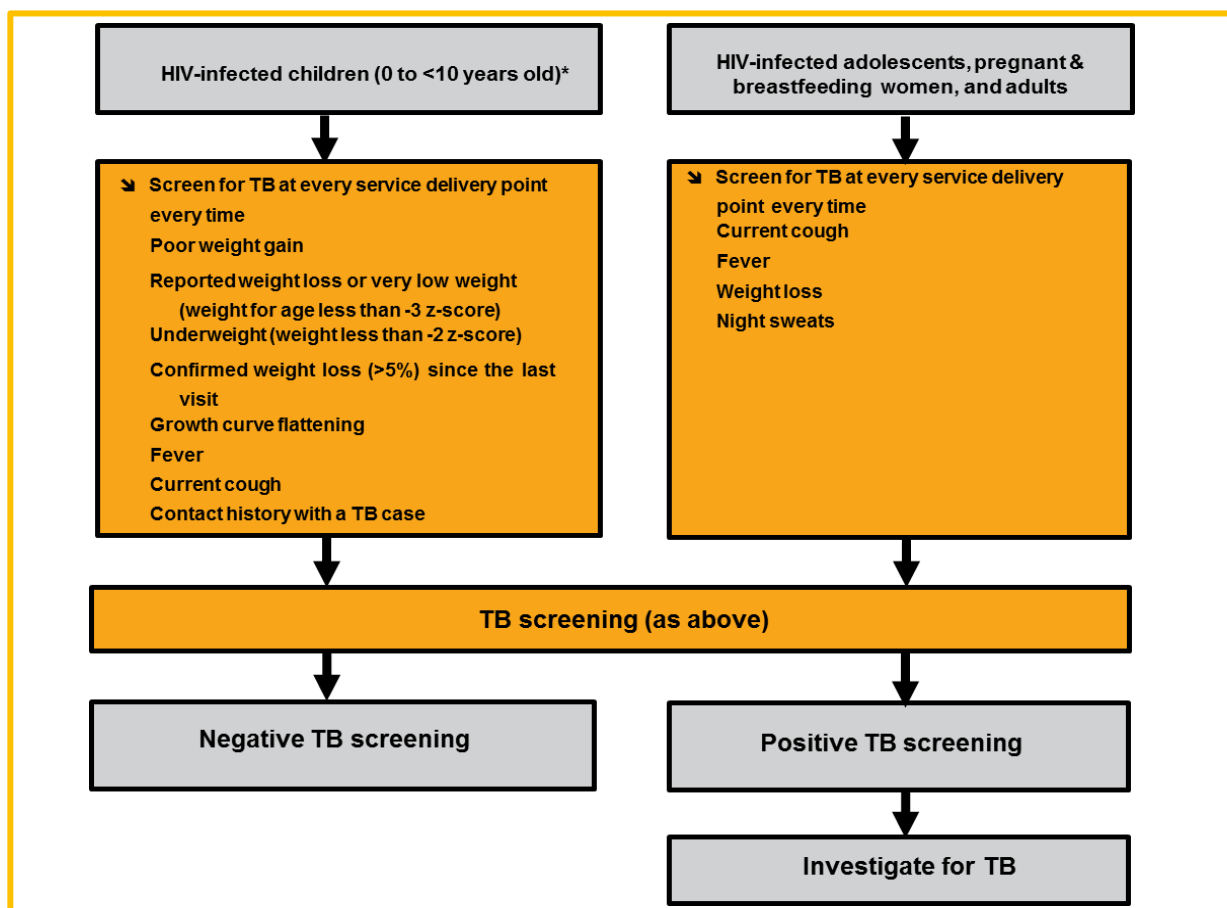 HIV-infected children (0 to <10 years old)*
HIV-infected adolescents, pregnant &
breastfeeding women, and adults
Screen for TB at every service delivery point
every time
Poor weight gain
Reported weight loss or very low weight
(weight for age less than -3 z-score)
Underweight (weight less than -2 z-score)
Confirmed weight loss (>5%) since the last
visit
Growth curve flattening
Fever
Current cough
Contact history with a TB case
Screen for TB at every service delivery
point every time
Current cough
Fever
Weight loss
Night sweats
TB screening (as above)
Negative TB screening
Positive TB screening
Investigate for TB